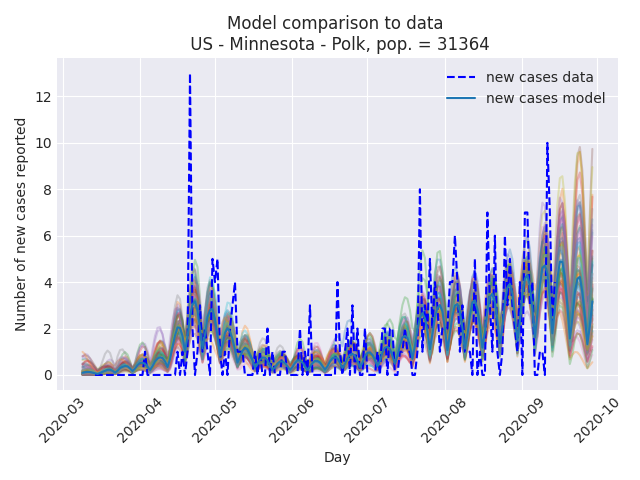 Model comparison to data
US - Minnesota - Polk, pop. = 31364
new cases data
new cases model
Number of new cases reported
12
10
8
6
4
2
0
2020-03
2020-04
2020-05
2020-06
2020-07
2020-08
2020-09
2020-10
Day